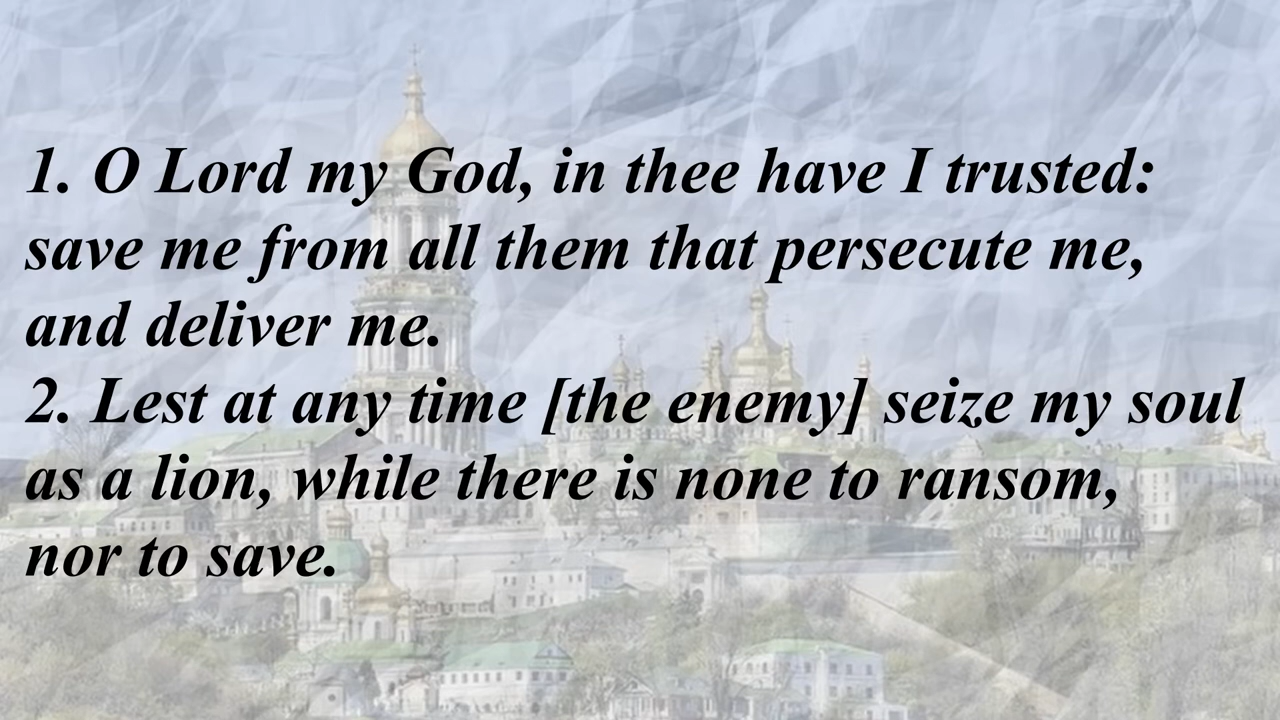 1. O Lord my God, in thee have I trusted:
save me from all them that persecute me,
and deliver me.
2. Lest at any time [the enemy] seize my soul
as a lion, while there is none to ransom,
nor to save.